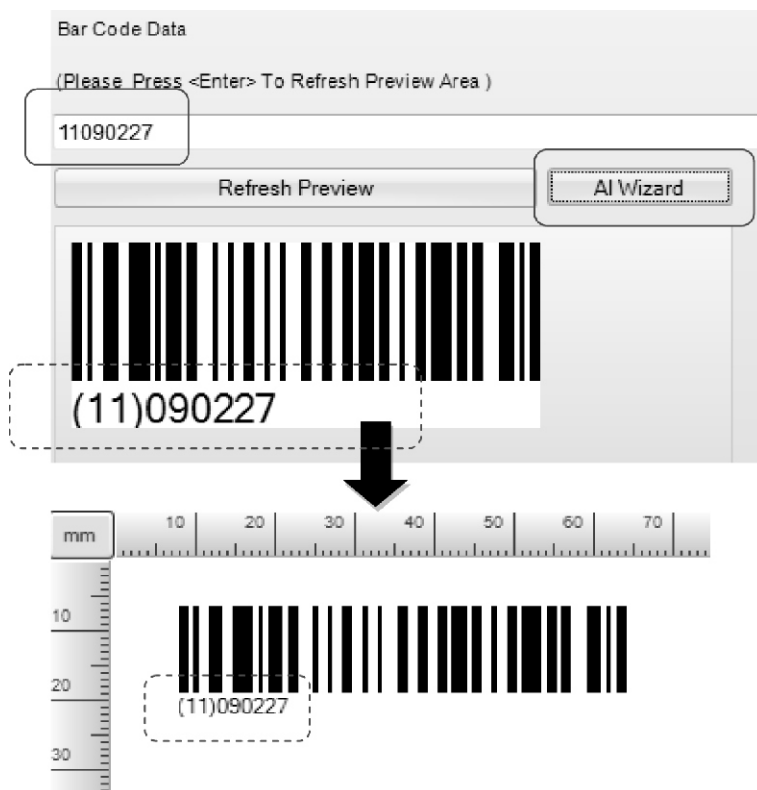 Bar Code Data
(Please Press <Enter> To Refresh Preview Area )
11090227
Refresh Preview
AI Wizard
(11)090227
mm
10 20 30 40 50 60 70
10
20
(11)090227
30